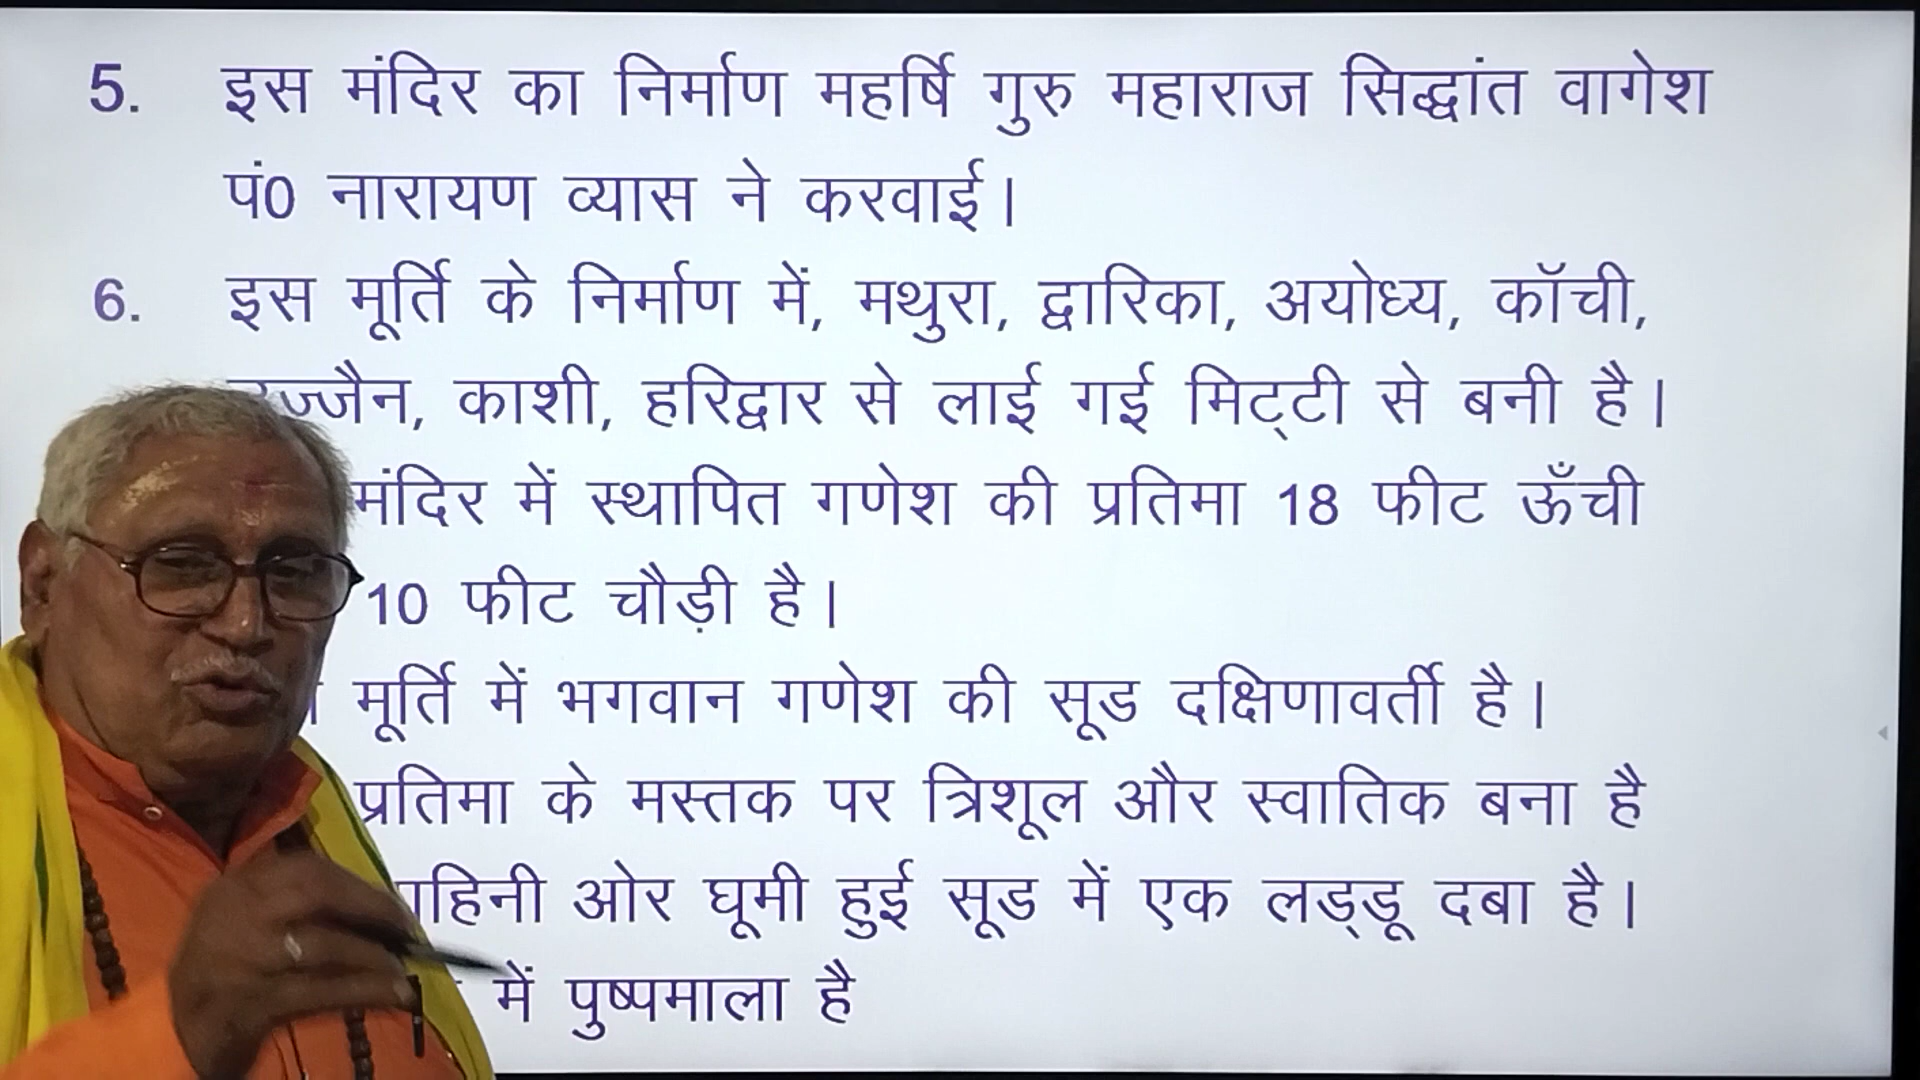 5. इस मंदिर का निर्माण महर्षि गुरु महाराज सिद्धांत वागेश
पं0 नारायण व्यास ने करवाई।
6. इस मूर्ति के निर्माण में, मथुरा, द्वारिका, अयोध्य, कॉची,
उज्जैन, काशी, हरिद्वार से लाई गई मिट्टी से बनी है।
मंदिर में स्थापित गणेश की प्रतिमा 18 फीट ऊँची
10 फीट चौड़ी है।
मूर्ति में भगवान गणेश की सूड दक्षिणावर्ती है।
प्रतिमा के मस्तक पर त्रिशूल और स्वातिक बना है
ओर घूमी हुई सूड में एक लड्डू दबा है।
में पुष्पमाला है